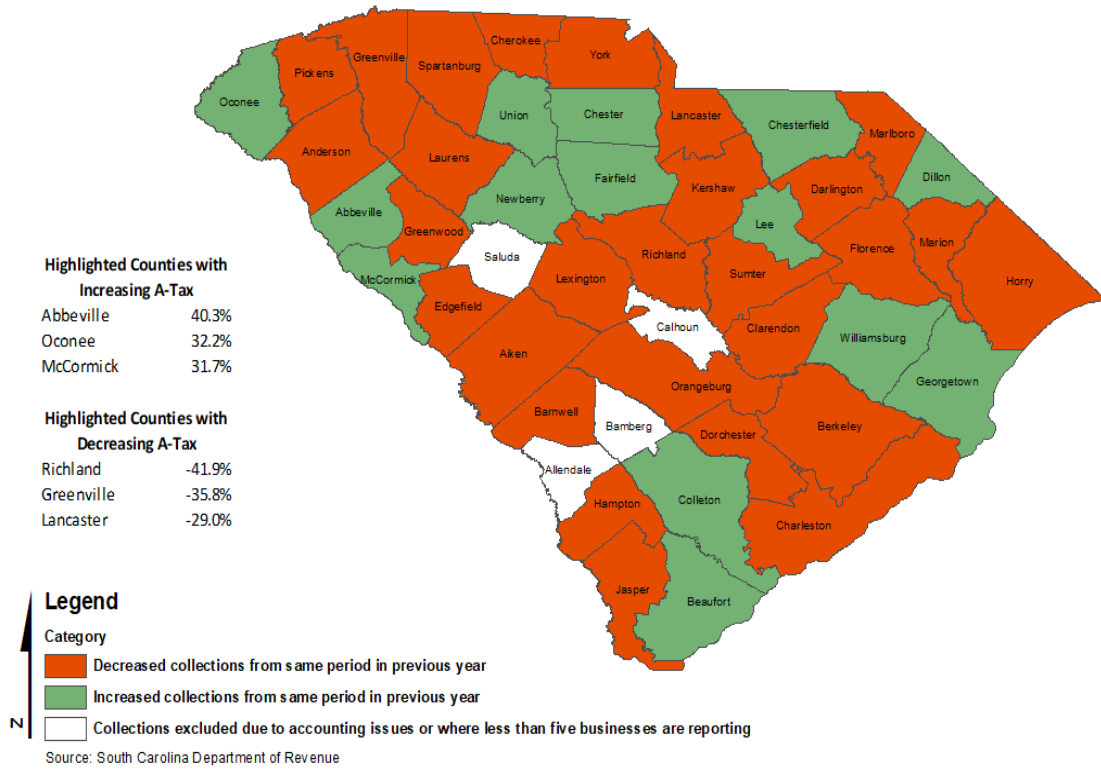 Cherokee
York
Greenville
Spartanburg
Pickens
Oconee
Union
Chester
Lancaster
Chesterfield
Marlboro
Anderson
Laurens
Fairfield
Kershaw
Darlington
Dillon
Newberry
Abbeville
Greenwood
Lee
Saluda
Richland
Florence
Marion
McCormick
Lexington
Sumter
Horry
Edgefield
Calhoun
Clarendon
Williamsburg
Aiken
Georgetown
Orangeburg
Barnwell
Bamberg
Dorchester
Berkeley
Allendale
Hampton
Colleton
Charleston
Jasper
Beaufort
Highlighted Counties with
Increasing A-Tax
Abbeville 40.3%
Oconee 32.2%
McCormick 31.7%
Highlighted Counties with
Decreasing A-Tax
Richland -41.9%
Greenville -35.8%
Lancaster -29.0%
Legend
Category
Decreased collections from same period in previous year
Increased collections from same period in previous year
Collections excluded due to accounting issues or where less than five businesses are reporting
N
Source: South Carolina Department of Revenue